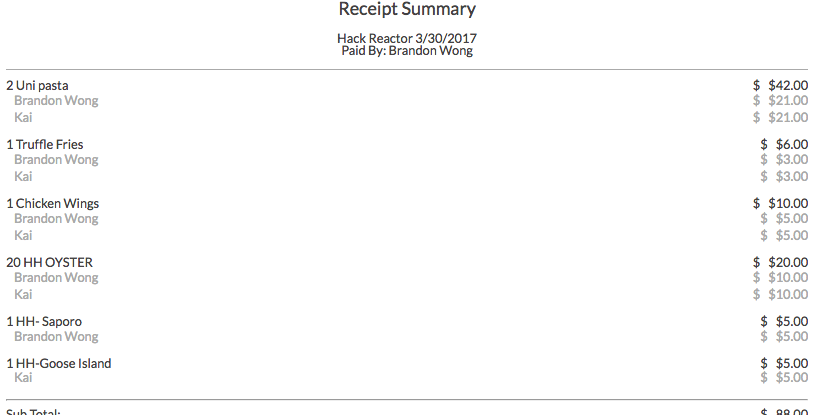 Receipt Summary
Hack Reactor 3/30/2017
Paid By: Brandon Wong
2 Uni pasta $ $42.00
Brandon Wong $ $21.00
Kai $ $21.00
1 Truffle Fries $ $6.00
Brandon Wong $ $3.00
Kai $ $3.00
1 Chicken Wings $ $10.00
Brandon Wong $ $5.00
Kai $ $5.00
20 HH OYSTER $ $20.00
Brandon Wong $ $10.00
Kai $ $10.00
1 HH- Saporo $ $5.00
Brandon Wong $ $5.00
1 HH-Goose Island $ $5.00
Kai $ $5.00
Sub Total: $ 88.00